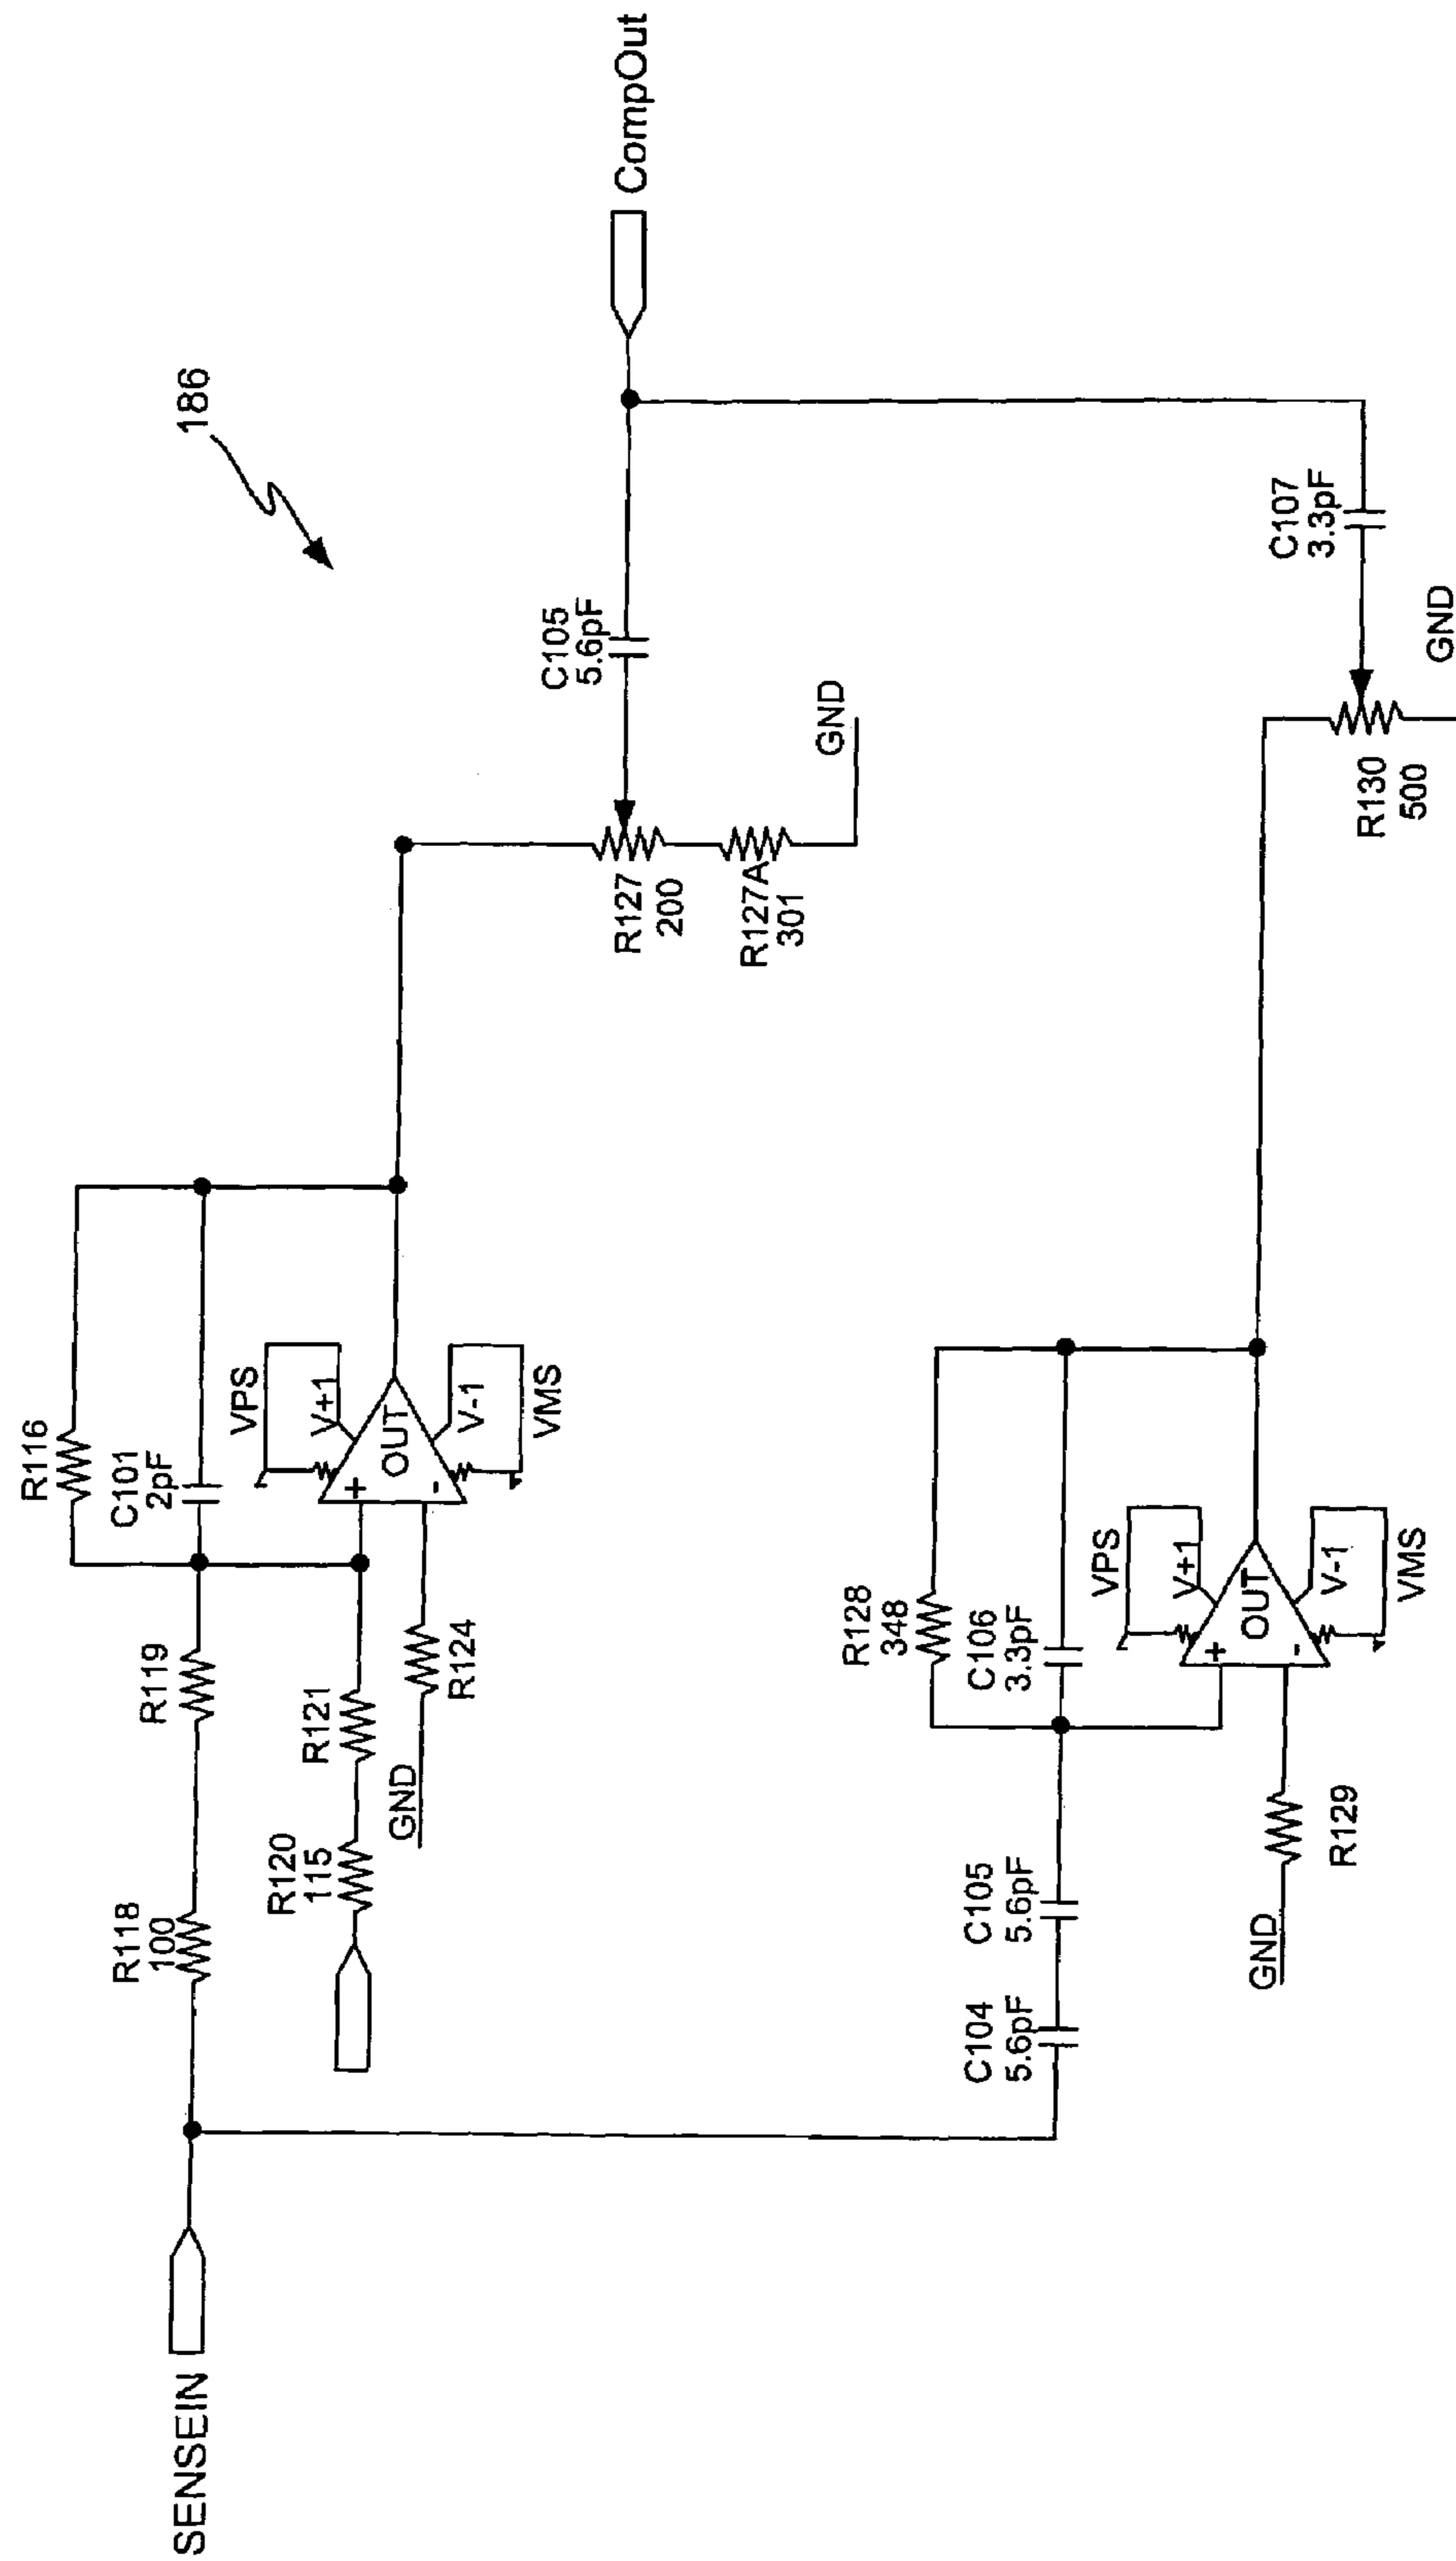 186
SENSEIN
R118
100
R119
R116
C101
2pF
R120
115
R121
GND
R124
VPS
V+1
+
OUT
-
V-1
VMS
C105
5.6pF
CompOut
R127
200
R127A
301
GND
C104
5.6pF
C105
5.6pF
R128
348
C106
3.3pF
GND
R129
VPS
V+1
+
OUT
-
V-1
VMS
C107
3.3pF
R130
500
GND